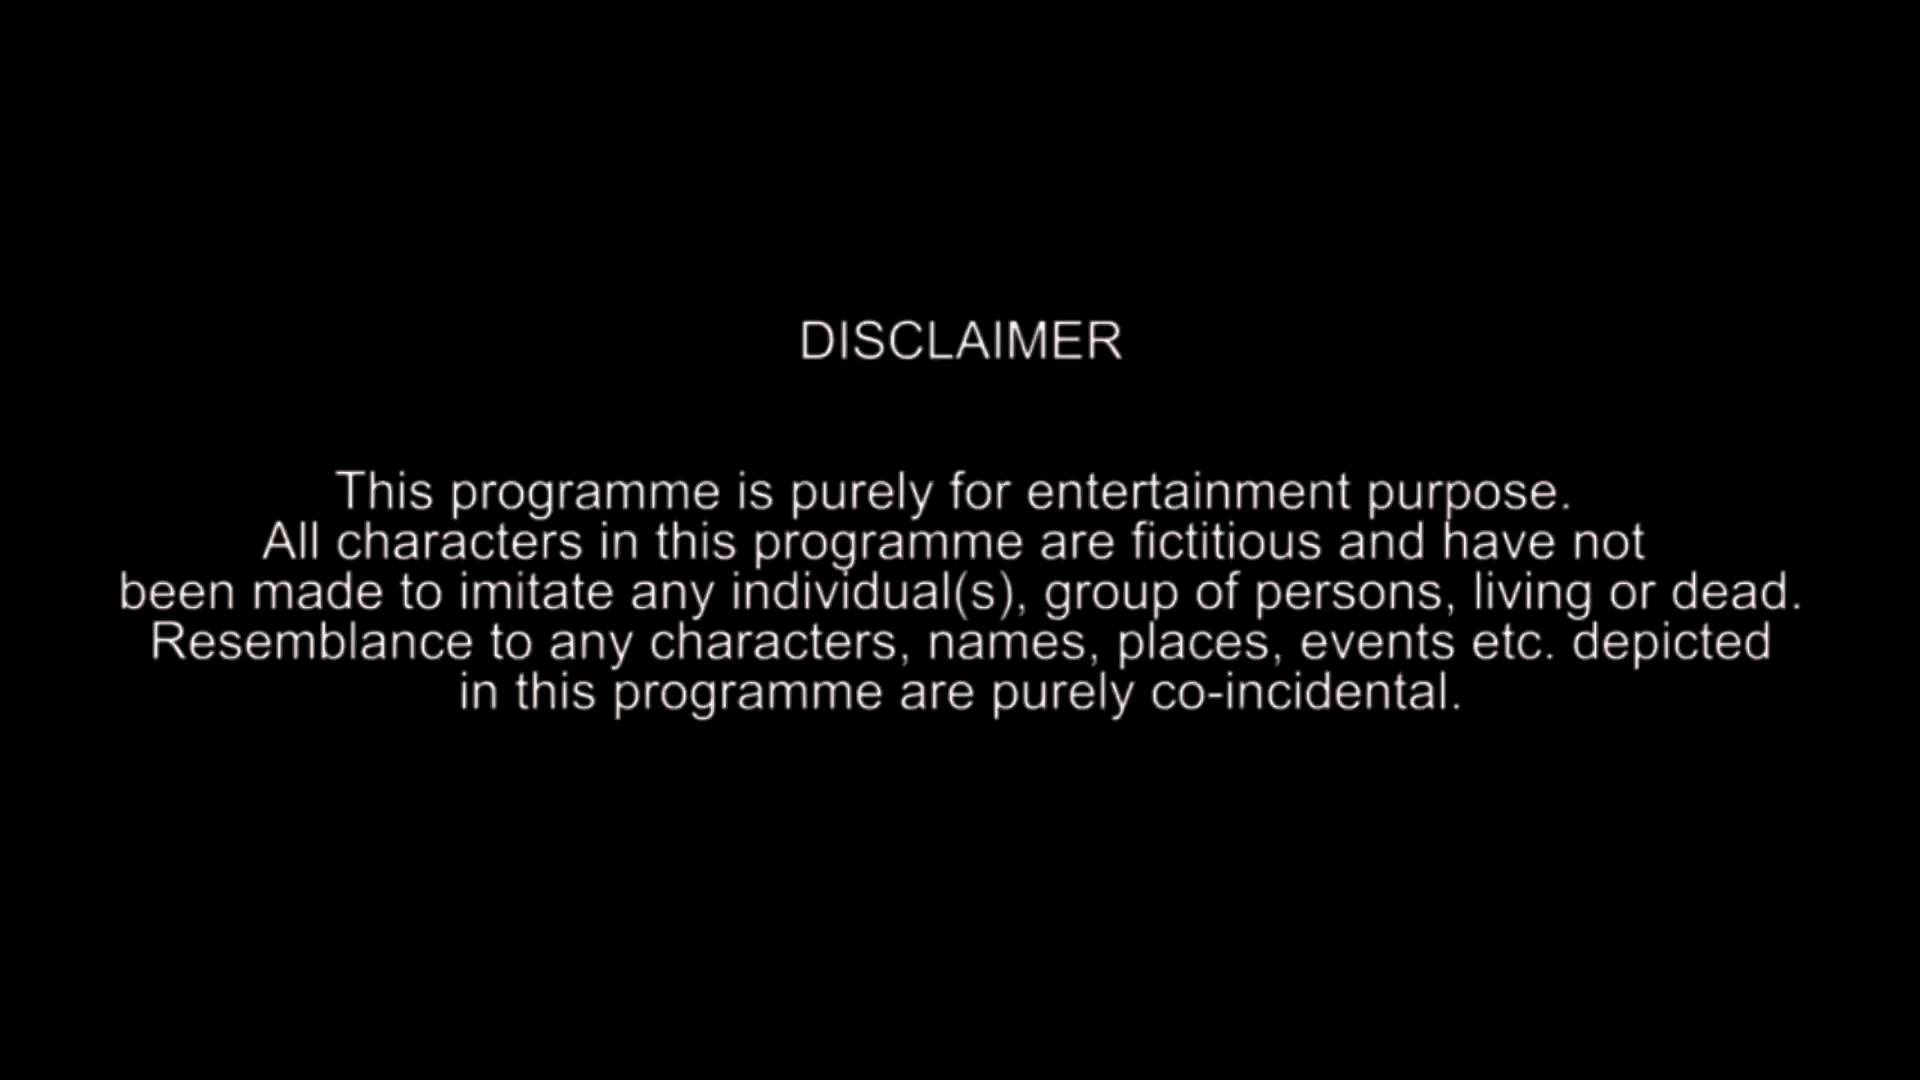 DISCLAIMER
This programme is purely for entertainment purpose.
All characters in this programme are fictitious and have not
been made to imitate any individual(s), group of persons, living or dead.
Resemblance to any characters, names, places, events etc. depicted
in this programme are purely co-incidental.